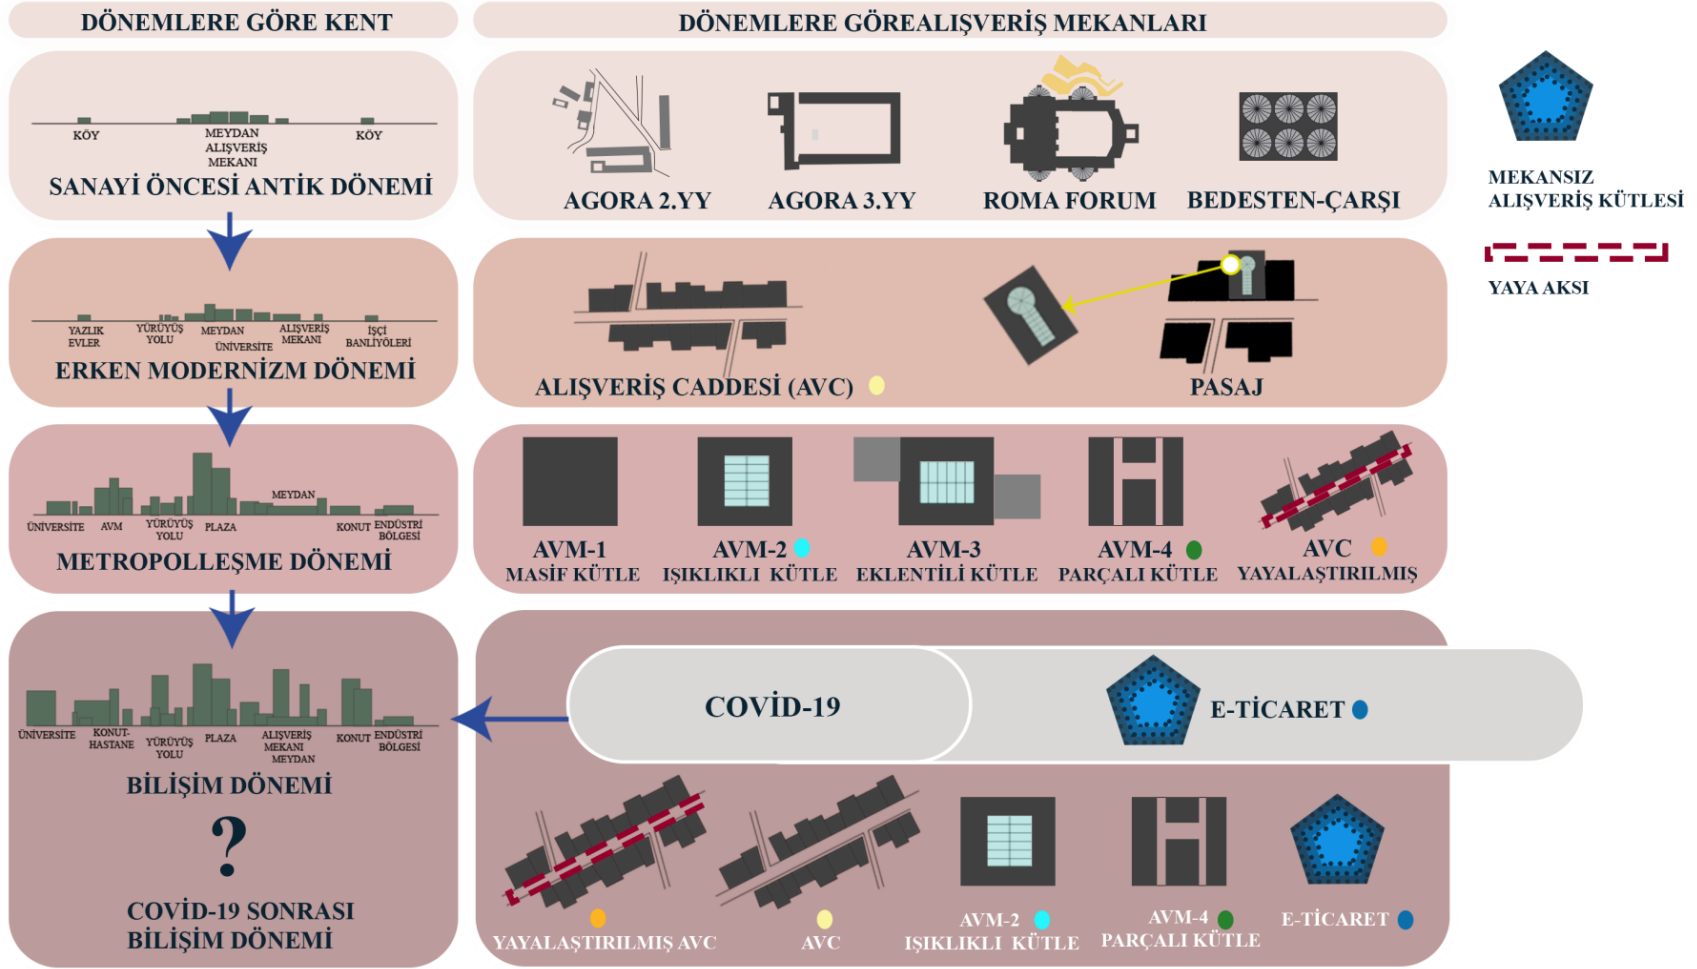 DÖNEMLERE GÖRE KENT
DÖNEMLERE GÖREALIŞVERİŞ MEKANLARI
KÖY
MEYDAN
ALIŞVERİŞ
MEKANI
KÖY
SANAYİ ÖNCESİ ANTİK DÖNEMİ
AGORA 2.YY
AGORA 3.YY
ROMA FORUM
BEDESTEN-ÇARŞI
MEKANSIZ
ALIŞVERİŞ KÜTLESİ
YAYA AKSI
YAZLIK
EVLER
YÜRÜYÜŞ
YOLU
MEYDAN
ÜNİVERSİTE
ALIŞVERİŞ
MEKANI
İŞÇİ
BANLİYÖLERİ
ERKEN MODERNİZM DÖNEMİ
ALIŞVERİŞ CADDESİ (AVC)
PASAJ
ÜNİVERSİTE
AVM
YÜRÜYÜŞ
YOLU
PLAZA
MEYDAN
KONUT
ENDÜSTRİ
BÖLGESİ
METROPOLLEŞME DÖNEMİ
AVM-1
MASİF KÜTLE
AVM-2
IŞIKLIKLI KÜTLE
AVM-3
EKLENTİLİ KÜTLE
AVM-4
PARÇALI KÜTLE
AVC
YAYALAŞTIRILMIŞ
COVİD-19
E-TİCARET
ÜNİVERSİTE
KONUT-
HASTANE
YÜRÜYÜŞ
YOLU
PLAZA
ALIŞVERİŞ
MEKANI
MEYDAN
KONUT
ENDÜSTRİ
BÖLGESİ
BİLİŞİM DÖNEMİ
?
COVİD-19 SONRASI
BİLİŞİM DÖNEMİ
YAYALAŞTIRILMIŞ AVC
AVC
AVM-2
IŞIKLIKLI KÜTLE
AVM-4
PARÇALI KÜTLE
E-TİCARET